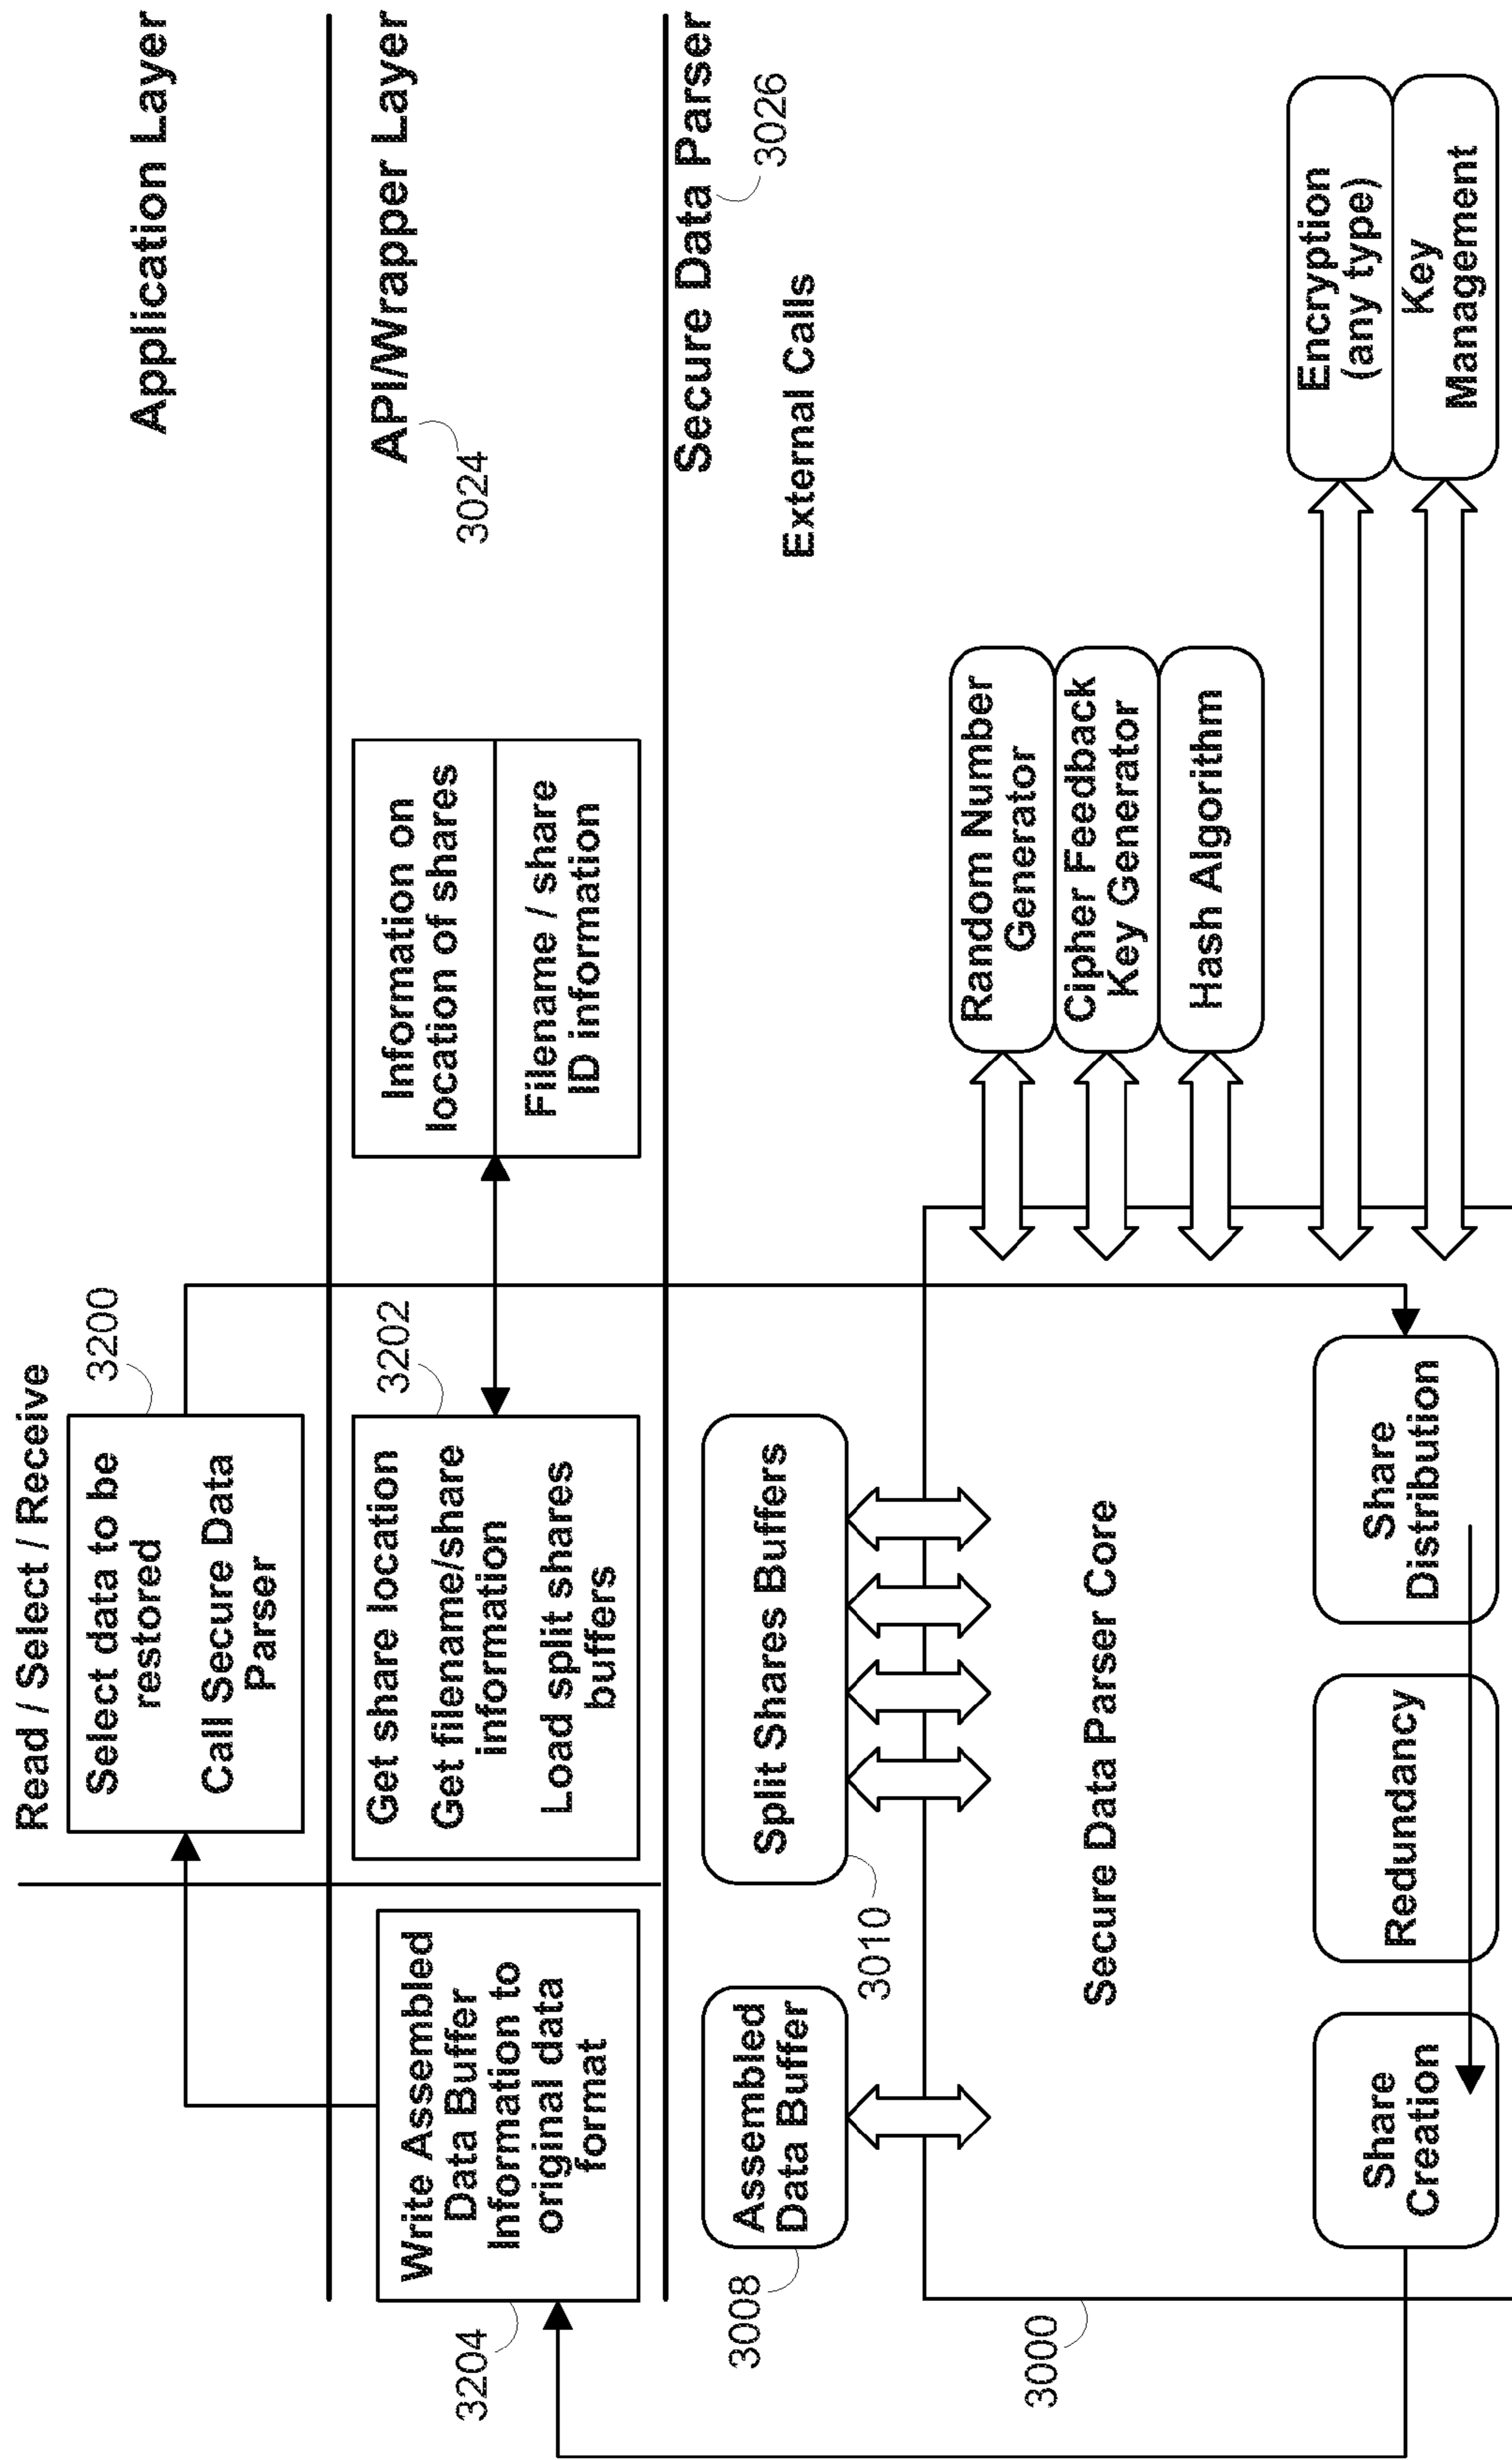 Read / Select / Receive
Select data to be
restored
Call Secure Data
Parser
3200
Application Layer
Write Assembled
Data Buffer
Information to
original data
format
3204
Get share location
Get filename/share
information
Load split shares
buffers
3202
Information on
location of shares
Filename / share
ID information
API/Wrapper Layer
3024
Secure Data Parser
3026
External Calls
Assembled
Data Buffer
3008
Split Shares Buffers
3010
3000
Secure Data Parser Core
Random Number
Generator
Cipher Feedback
Key Generator
Hash Algorithm
Encryption
(any type)
Key
Management
Share
Creation
Redundancy
Share
Distribution